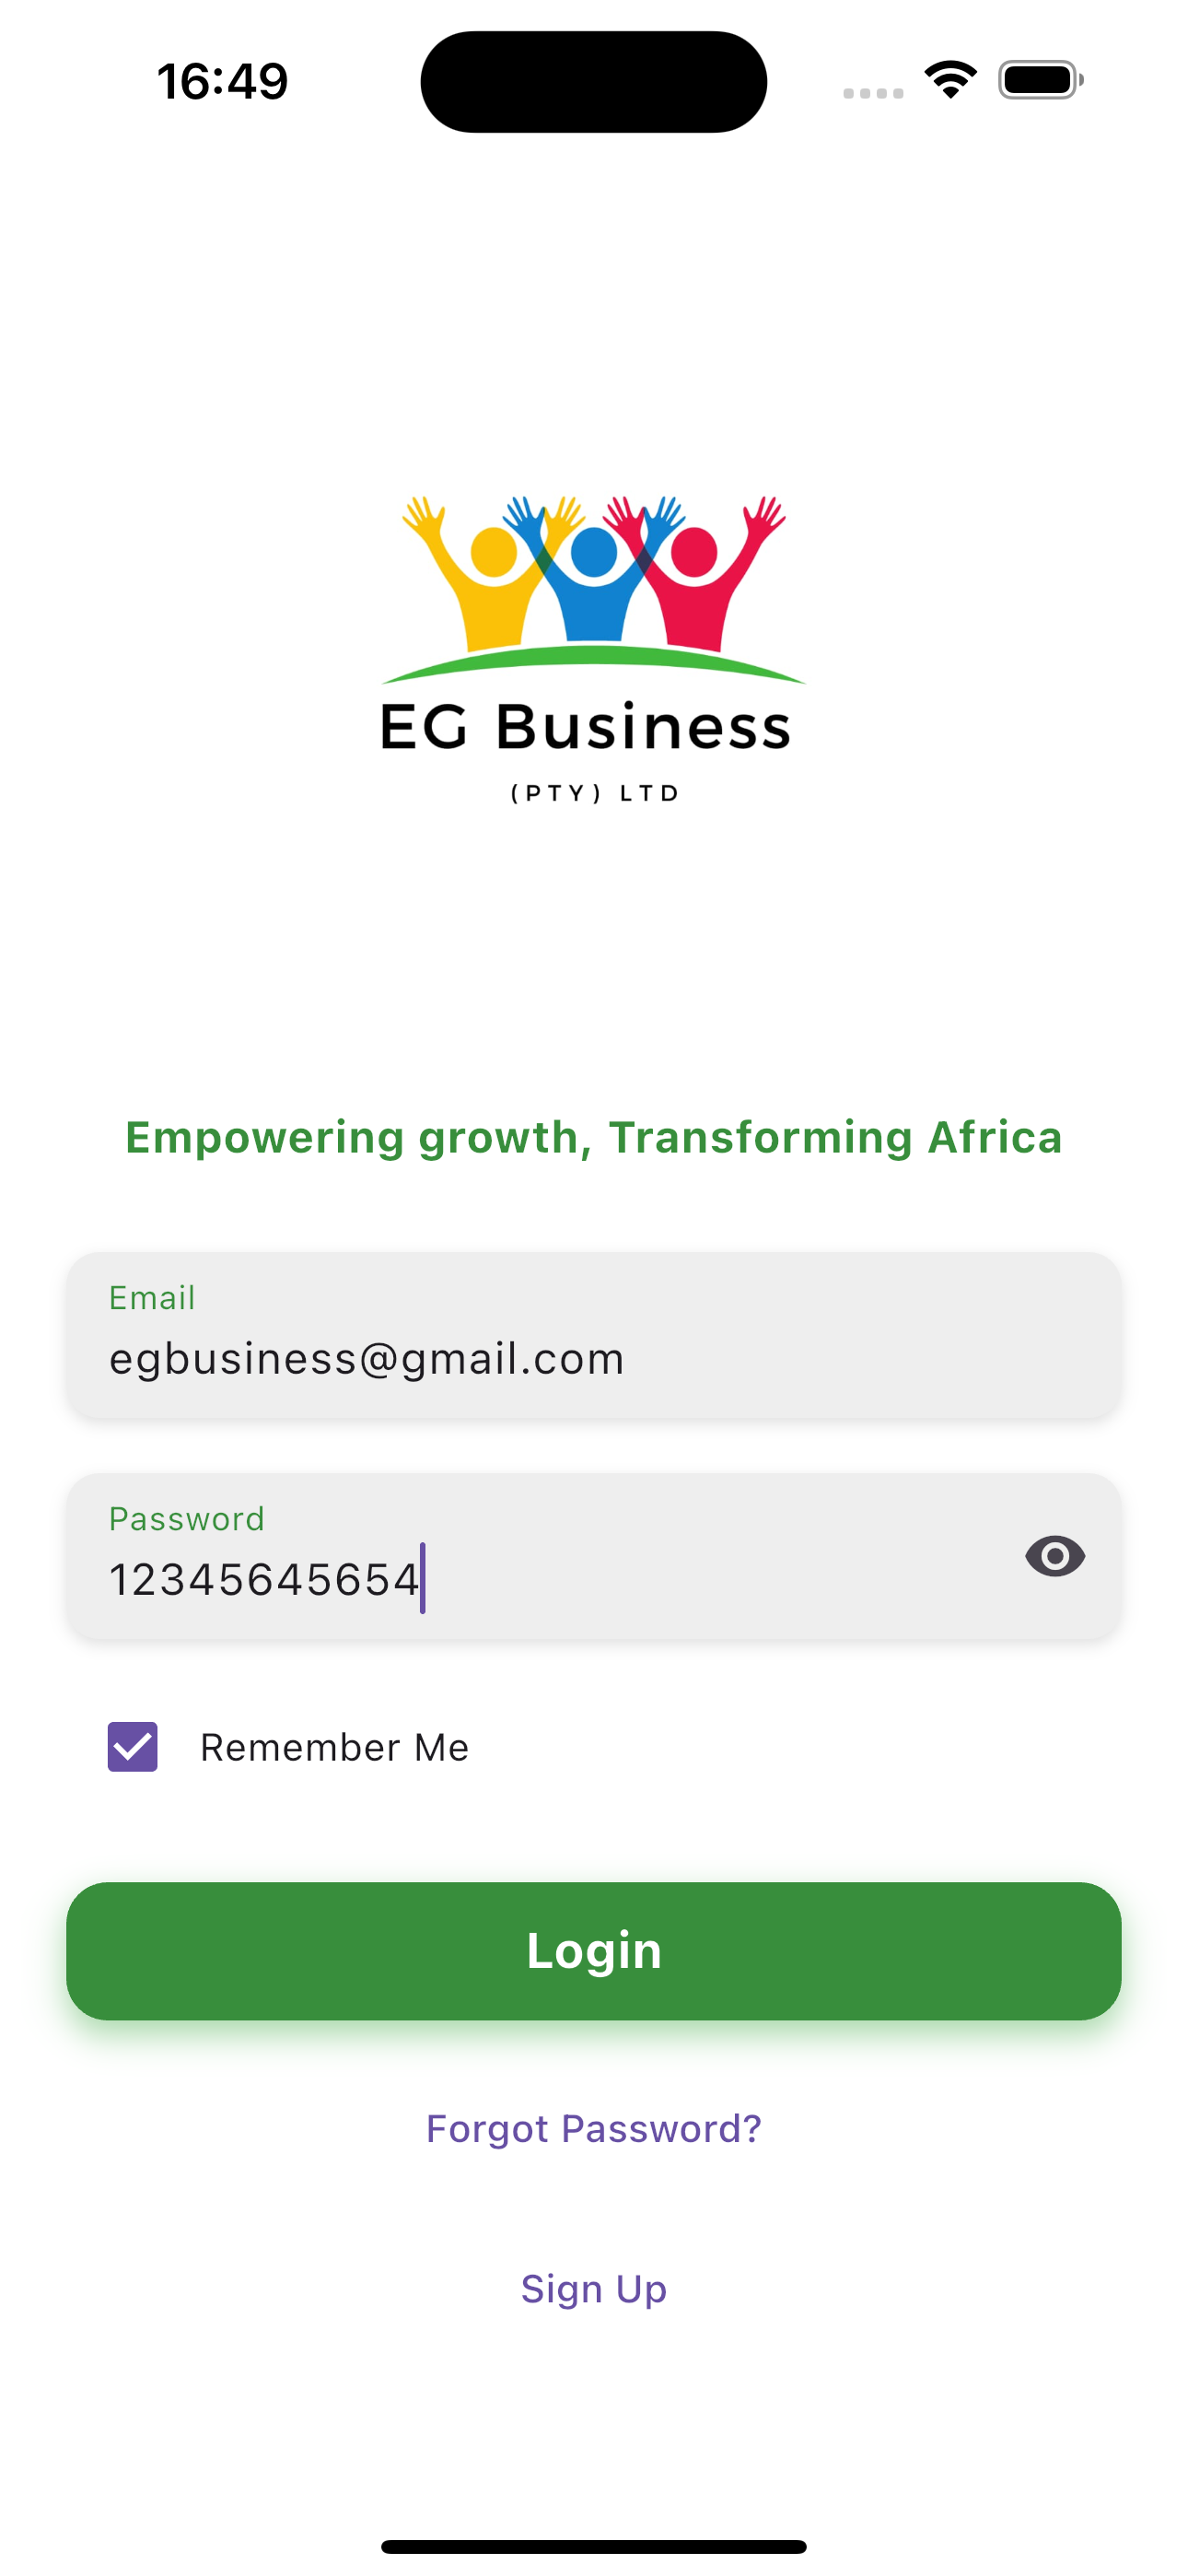 16:49
EG Business
(PTY) LTD
Empowering growth, Transforming Africa
Email
egbusiness@gmail.com
Password
12345645654
Remember Me
Login
Forgot Password?
Sign Up